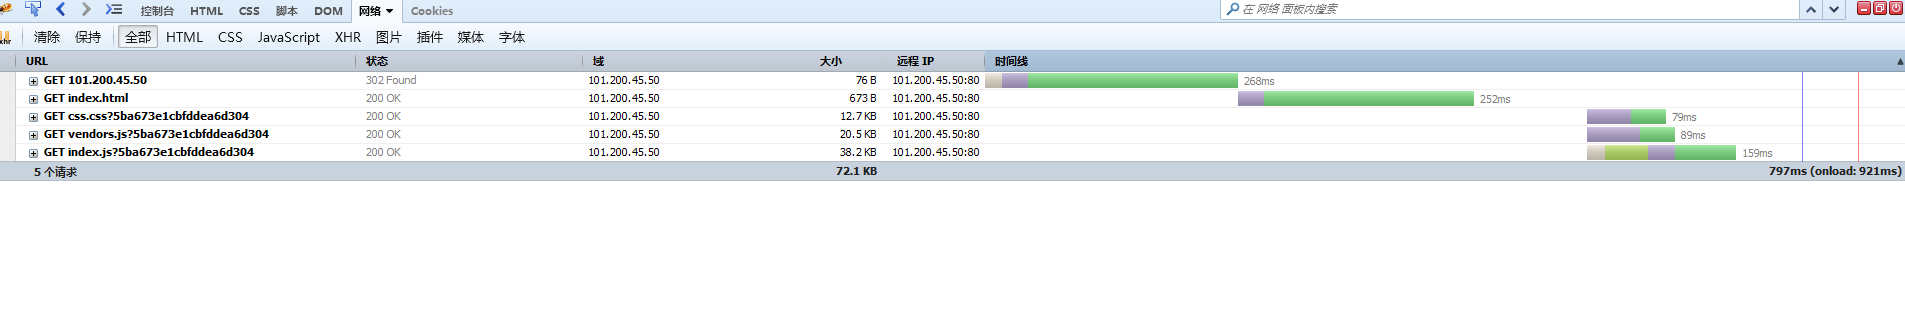 控制台 HTML CSS 脚本 DOM 网络 Cookies 在 网络 面板内搜索
xhr 清除 保持 全部 HTML CSS JavaScript XHR 图片 插件 媒体 字体
URL 状态 域 大小 远程 IP 时间线
GET 101.200.45.50 302 Found 101.200.45.50 76 B 101.200.45.50:80 268ms
GET index.html 200 OK 101.200.45.50 673 B 101.200.45.50:80 252ms
GET css.css?5ba673e1cbfddea6d304 200 OK 101.200.45.50 12.7 KB 101.200.45.50:80 79ms
GET vendors.js?5ba673e1cbfddea6d304 200 OK 101.200.45.50 20.5 KB 101.200.45.50:80 89ms
GET index.js?5ba673e1cbfddea6d304 200 OK 101.200.45.50 38.2 KB 101.200.45.50:80 159ms
5 个请求 72.1 KB 797ms (onload: 921ms)